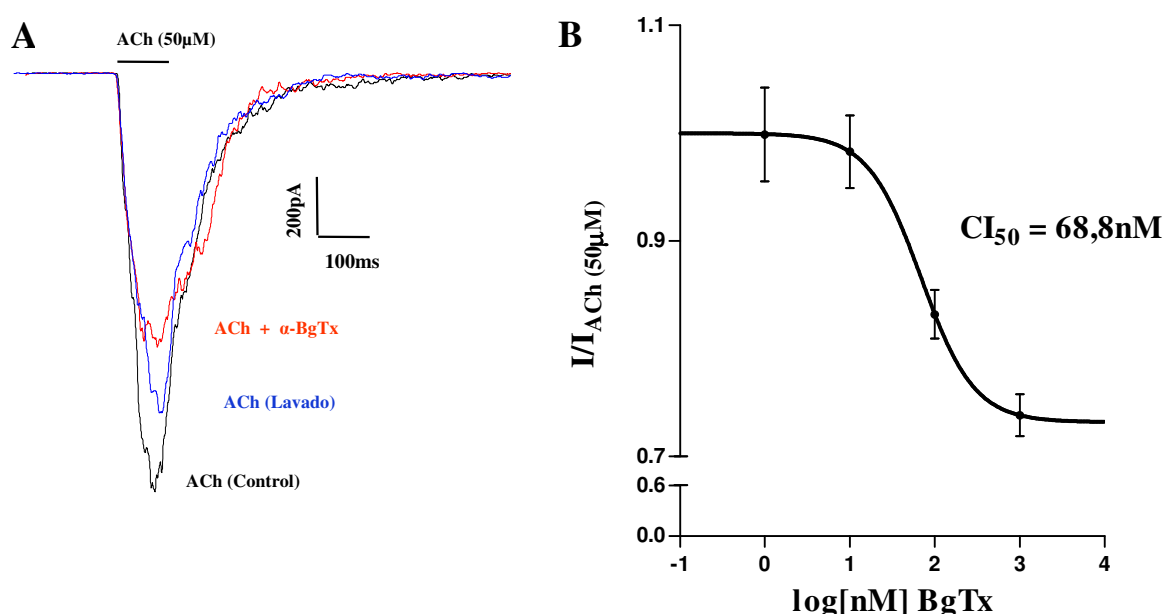 A
ACh (50µM)
200pA
100ms
ACh + α-BgTx
ACh (Lavado)
ACh (Control)
B
1.1
0.9
0.7
0.6
0.0
I/I ACh (50µM)
CI50 = 68,8nM
-1 0 1 2 3 4
log[nM] BgTx